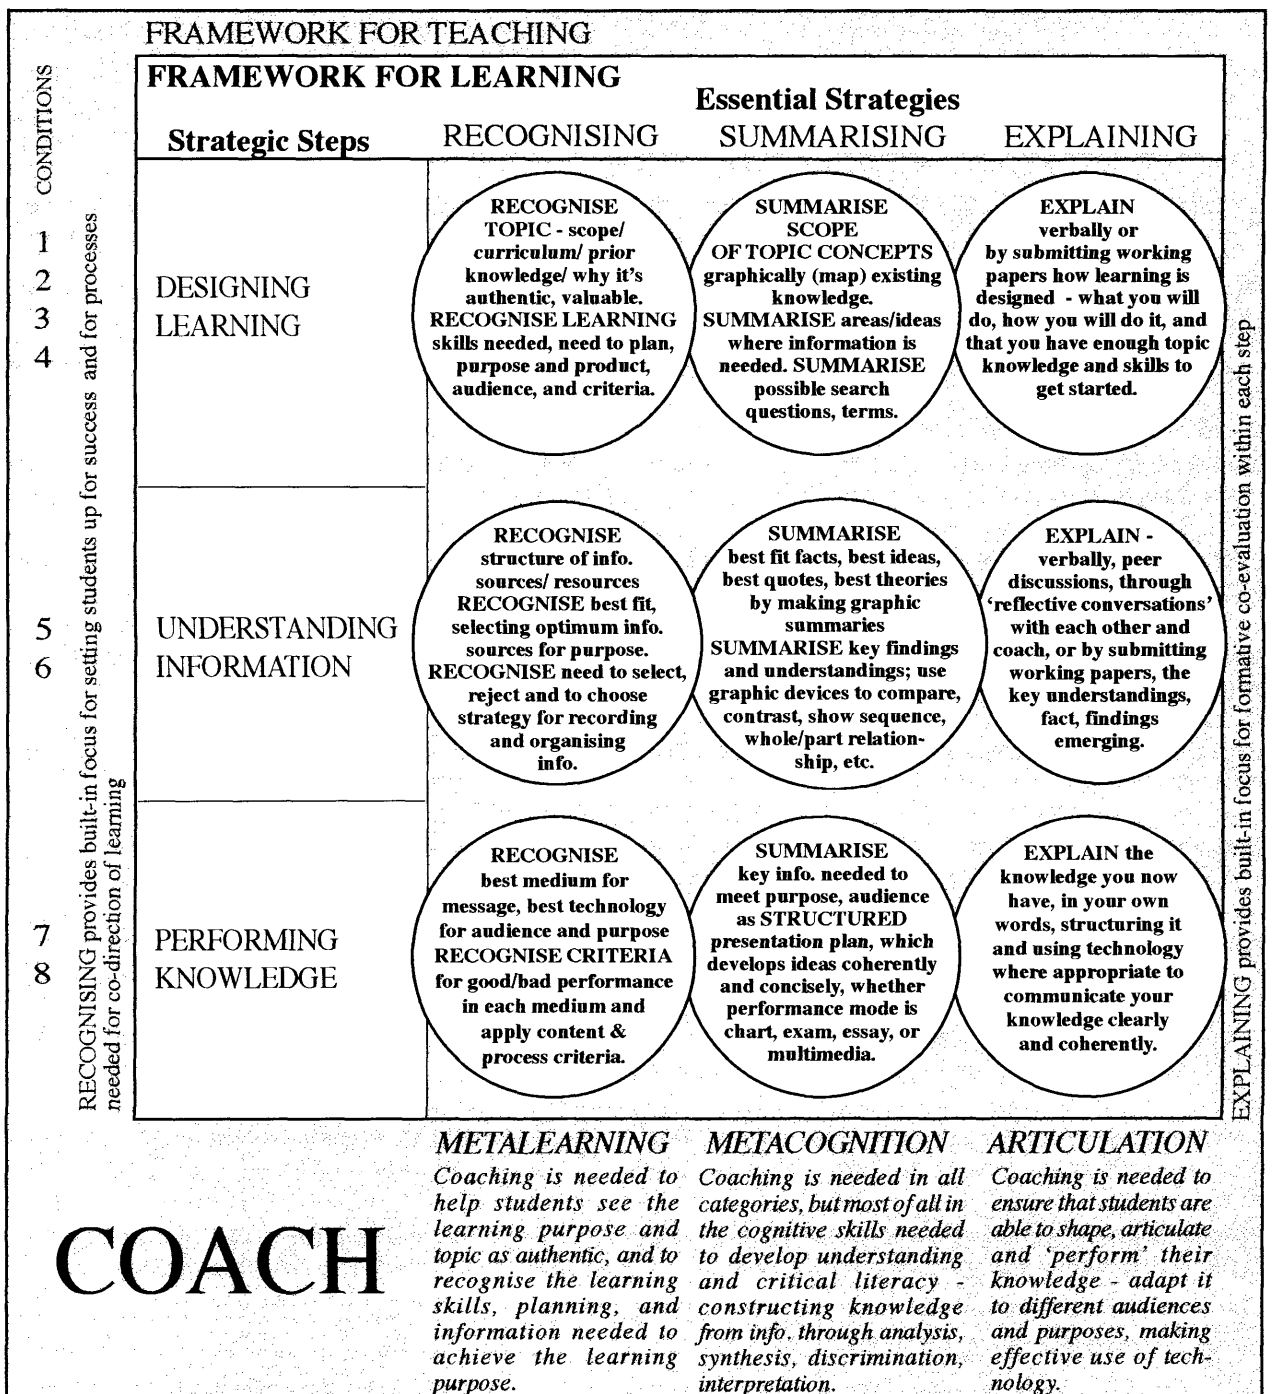 FRAMEWORK FOR TEACHING
FRAMEWORK FOR LEARNING
Essential Strategies
Strategic Steps
RECOGNISING
SUMMARISING
EXPLAINING
CONDITIONS
1
2
3
4
5
6
7
8
RECOGNISING provides built-in focus for setting students up for success and for processes
needed for co-direction of learning
DESIGNING
LEARNING
RECOGNISE
TOPIC - scope/
curriculum/ prior
knowledge/ why it's
authentic, valuable.
RECOGNISE LEARNING
skills needed, need to plan,
purpose and product,
audience, and criteria.
SUMMARISE
SCOPE
OF TOPIC CONCEPTS
graphically (map) existing
knowledge.
SUMMARISE areas/ideas
where information is
needed. SUMMARISE
possible search
questions, terms.
EXPLAIN
verbally or
by submitting working
papers how learning is
designed - what you will
do, how you will do it, and
that you have enough topic
knowledge and skills to
get started.
UNDERSTANDING
INFORMATION
RECOGNISE
structure of info.
sources/ resources
RECOGNISE best fit,
selecting optimum info.
sources for purpose.
RECOGNISE need to select,
reject and to choose
strategy for recording
and organising
info.
SUMMARISE
best fit facts, best ideas,
best quotes, best theories
by making graphic
summaries
SUMMARISE key findings
and understandings; use
graphic devices to compare,
contrast, show sequence,
whole/part relation-
ship, etc.
EXPLAIN -
verbally, peer
discussions, through
‘reflective conversations’
with each other and
coach, or by submitting
working papers, the
key understandings,
fact, findings
emerging.
PERFORMING
KNOWLEDGE
RECOGNISE
best medium for
message, best technology
for audience and purpose
RECOGNISE CRITERIA
for good/bad performance
in each medium and
apply content &
process criteria.
SUMMARISE
key info. needed to
meet purpose, audience
as STRUCTURED
presentation plan, which
develops ideas coherently
and concisely, whether
performance mode is
chart, exam, essay, or
multimedia.
EXPLAIN the
knowledge you now
have, in your own
words, structuring it
and using technology
where appropriate to
communicate your
knowledge clearly
and coherently.
EXPLAINING provides built-in focus for formative co-evaluation within each step
COACH
METALEARNING
Coaching is needed to
help students see the
learning purpose and
topic as authentic, and to
recognise the learning
skills, planning, and
information needed to
achieve the learning
purpose.
METACOGNITION
Coaching is needed in all
categories, but most of all in
the cognitive skills needed
to develop understanding
and critical literacy -
constructing knowledge
from info. through analysis,
synthesis, discrimination,
interpretation.
ARTICULATION
Coaching is needed to
ensure that students are
able to shape, articulate
and ‘perform’ their
knowledge - adapt it
to different audiences
and purposes, making
effective use of tech-
nology.